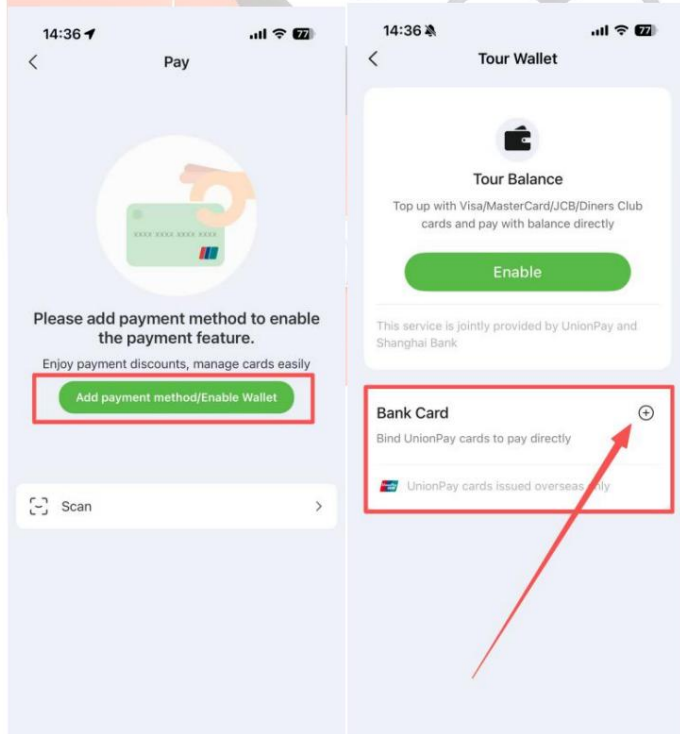 14:36
77
Pay
XXXX XXXX XXXX XXXX
Please add payment method to enable
the payment feature.
Enjoy payment discounts, manage cards easily
Add payment method/Enable Wallet
Scan
14:36
77
Tour Wallet
Tour Balance
Top up with Visa/MasterCard/JCB/Diners Club
cards and pay with balance directly
Enable
This service is jointly provided by UnionPay and
Shanghai Bank
Bank Card
Bind UnionPay cards to pay directly
UnionPay cards issued overseas only